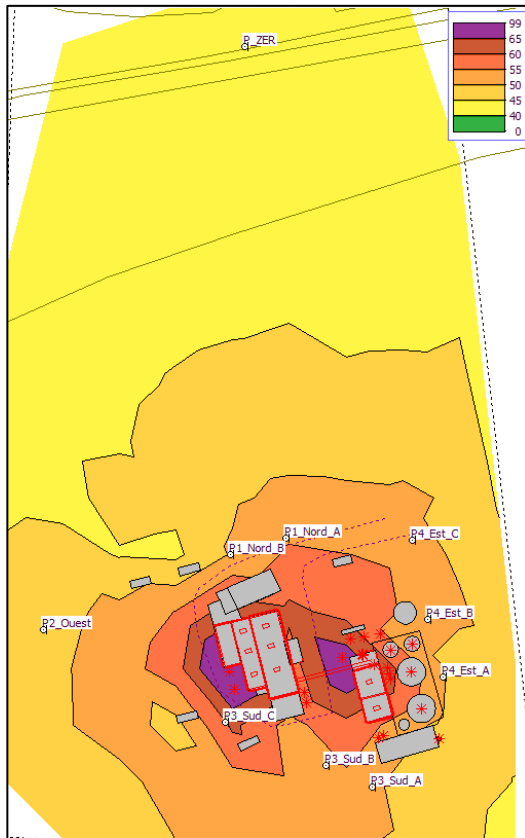 P_ZER
99
65
60
55
50
45
40
0
P1_Nord_A
P1_Nord_B
P4_Est_C
P4_Est_B
P2_Ouest
P4_Est_A
P3_Sud_C
P3_Sud_B
P3_Sud_A